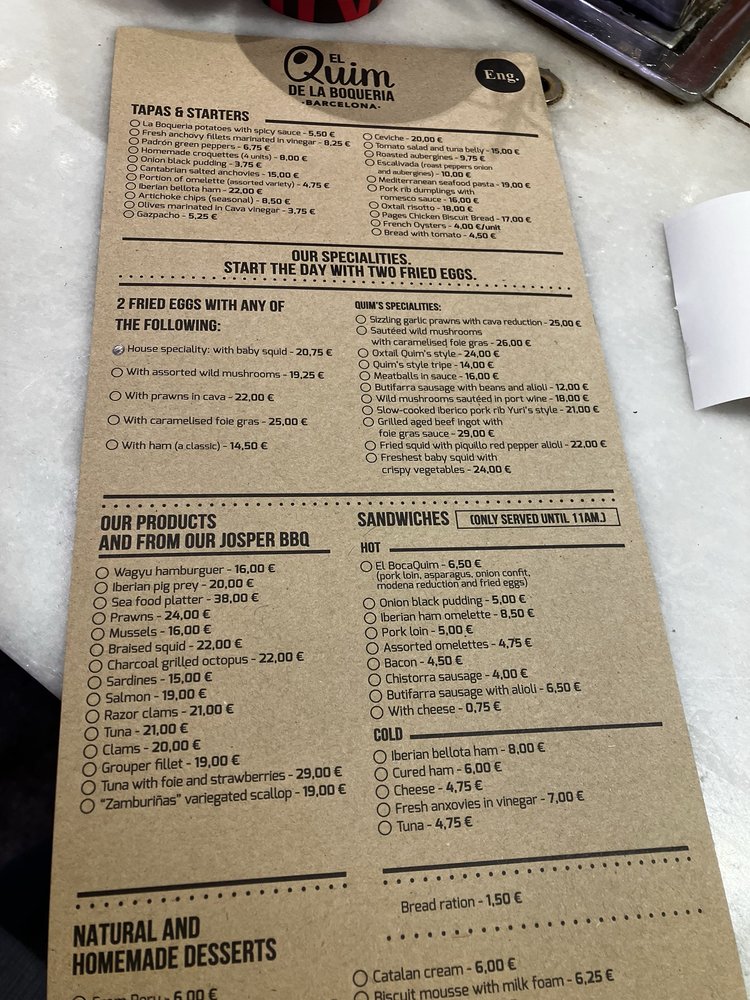 EL
Quim
DE LA BOQUERIA
·BARCELONA·
Eng.
TAPAS & STARTERS
La Boqueria potatoes with spicy sauce - 5,50 €
Fresh anchovy fillets marinated in vinegar - 8,25 €
Padrón green peppers - 6,75 €
Homemade croquettes (4 units) - 8,00 €
Onion black pudding - 3,75 €
Cantabrian salted anchovies - 15,00 €
Portion of omelette (assorted variety) - 4,75 €
Iberian bellota ham - 22,00 €
Artichoke chips (seasonal) - 8,50 €
Olives marinated in Cava vinegar - 3,75 €
Gazpacho - 5,25 €
Ceviche - 20,00 €
Tomato salad and tuna belly - 15,00 €
Roasted aubergines - 9,75 €
Escalivada (roast peppers onion
and aubergines) - 10,00 €
Mediterranean seafood pasta - 19,00 €
Pork rib dumplings with
romesco sauce - 16,00 €
Oxtail risotto - 18,00 €
Pages Chicken Biscuit Bread - 17,00 €
French Oysters - 4,00 €/unit
Bread with tomato - 4,50 €
OUR SPECIALITIES.
START THE DAY WITH TWO FRIED EGGS.
2 FRIED EGGS WITH ANY OF
THE FOLLOWING:
House speciality: with baby squid - 20,75 €
With assorted wild mushrooms - 19,25 €
With prawns in cava - 22,00 €
With caramelised foie gras - 25,00 €
With ham (a classic) - 14,50 €
QUIM'S SPECIALITIES:
Sizzling garlic prawns with cava reduction - 25,00 €
Sautéed wild mushrooms
with caramelised foie gras - 26,00 €
Oxtail Quim's style - 24,00 €
Quim's style tripe - 14,00 €
Meatballs in sauce - 16,00 €
Butifarra sausage with beans and alioli - 12,00 €
Wild mushrooms sautéed in port wine - 18,00 €
Slow-cooked iberico pork rib Yuri's style - 21,00 €
Grilled aged beef ingot with
foie gras sauce - 29,00 €
Fried squid with piquillo red pepper alioli - 22,00 €
Freshest baby squid with
crispy vegetables - 24,00 €
OUR PRODUCTS
AND FROM OUR JOSPER BBQ
Wagyu hamburguer - 16,00 €
Iberian pig prey - 20,00 €
Sea food platter - 38,00 €
Prawns - 24,00 €
Mussels - 16,00 €
Braised squid - 22,00 €
Charcoal grilled octopus - 22,00 €
Sardines - 15,00 €
Salmon - 19,00 €
Razor clams - 21,00 €
Tuna - 21,00 €
Clams - 20,00 €
Grouper fillet - 19,00 €
Tuna with foie and strawberries - 29,00 €
"Zamburiñas" variegated scallop - 19,00 €
SANDWICHES (ONLY SERVED UNTIL 11AM.)
HOT
El BocaQuim - 6,50 €
(pork loin, asparagus, onion confit,
modena reduction and fried eggs)
Onion black pudding - 5,00 €
Iberian ham omelette - 8,50 €
Pork loin - 5,00 €
Assorted omelettes - 4,75 €
Bacon - 4,50 €
Chistorra sausage - 4,00 €
Butifarra sausage with alioli - 6,50 €
With cheese - 0,75 €
COLD
Iberian bellota ham - 8,00 €
Cured ham - 6,00 €
Cheese - 4,75 €
Fresh anxovies in vinegar - 7,00 €
Tuna - 4,75 €
Bread ration - 1,50 €
NATURAL AND
HOMEMADE DESSERTS
6,00 €
Catalan cream - 6,00 €
Biscuit mousse with milk foam - 6,25 €